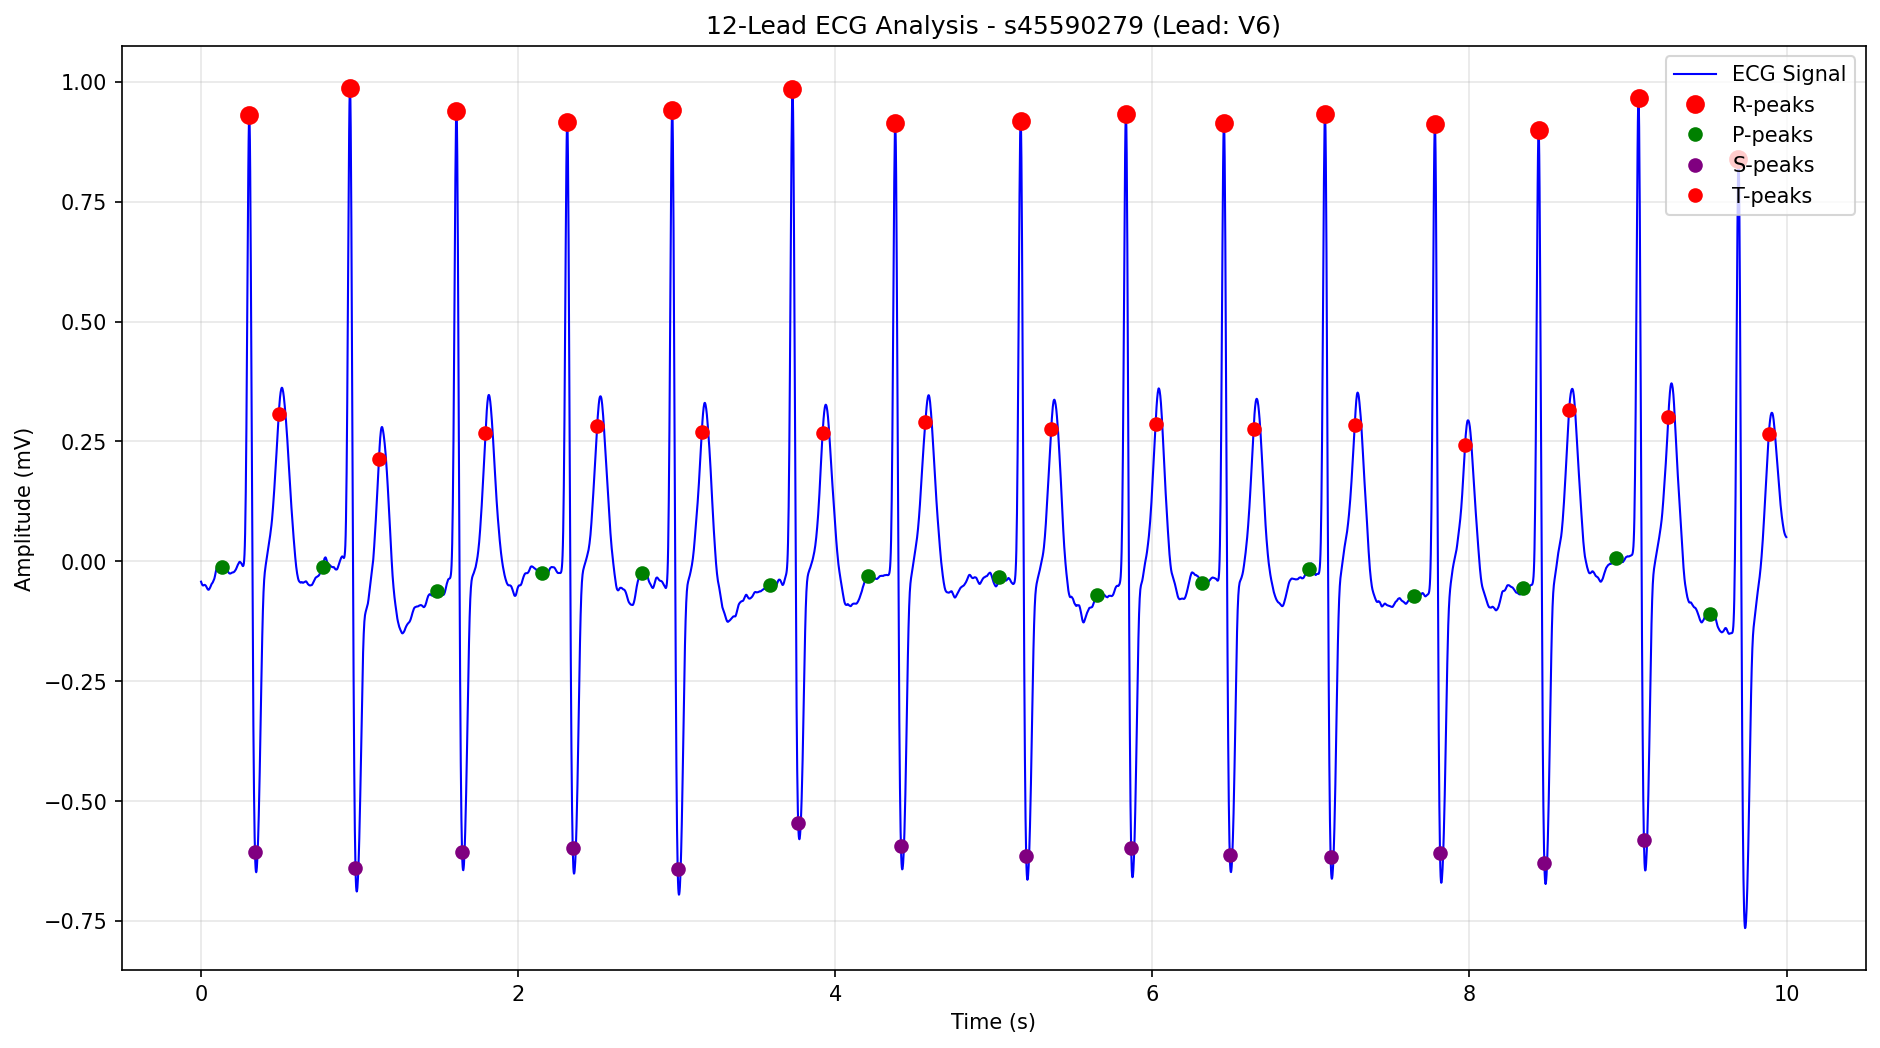 12-Lead ECG Analysis - s45590279 (Lead: V6)
ECG Signal
R-peaks
P-peaks
S-peaks
T-peaks
Amplitude (mV)
1.00
0.75
0.50
0.25
0.00
−0.25
−0.50
−0.75
0 2 4 6 8 10
Time (s)